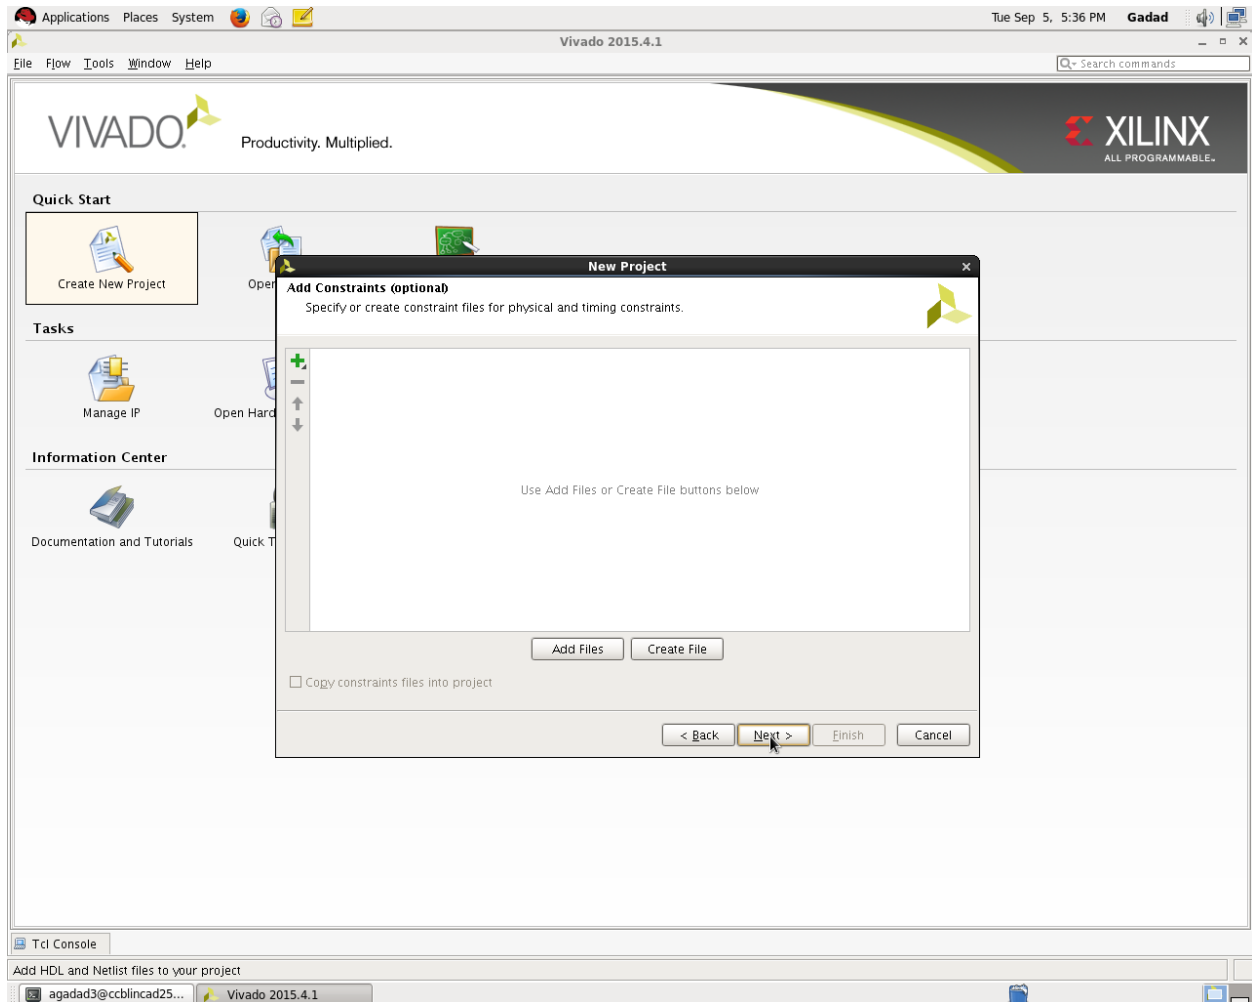 Applications Places System Tue Sep 5, 5:36 PM Gadad
Vivado 2015.4.1
File Flow Tools Window Help Search commands
VIVADO. Productivity. Multiplied. XILINX
ALL PROGRAMMABLE.
Quick Start
Create New Project
New Project
Add Constraints (optional)
Specify or create constraint files for physical and timing constraints.
Tasks
Manage IP Open Hard
Information Center
Use Add Files or Create File buttons below
Documentation and Tutorials Quick T
Add Files Create File
Copy constraints files into project
< Back Next > Finish Cancel
Tcl Console
Add HDL and Netlist files to your project
agadad3@ccblincad25... Vivado 2015.4.1